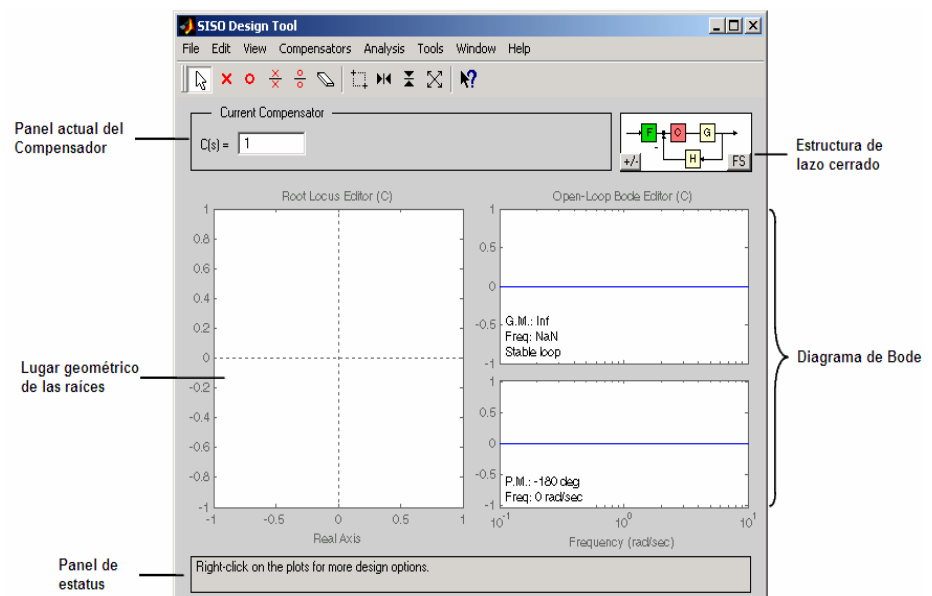 SISO Design Tool
File Edit View Compensators Analysis Tools Window Help
Current Compensator
C(s) = 1
F C G
H
+/- FS
Panel actual del
Compensador
Estructura de
lazo cerrado
Root Locus Editor (C)
1
0.8
0.6
0.4
0.2
0
-0.2
-0.4
-0.6
-0.8
-1
-1 -0.5 0 0.5 1
Real Axis
Lugar geométrico
de las raíces
Open-Loop Bode Editor (C)
1
0.5
0
-0.5
-1
G.M.: Inf
Freq: NaN
Stable loop
1
0.5
0
-0.5
-1
P.M.: -180 deg
Freq: 0 rad/sec
10-1 100 101
Frequency (rad/sec)
Diagrama de Bode
Panel de
estatus
Right-click on the plots for more design options.